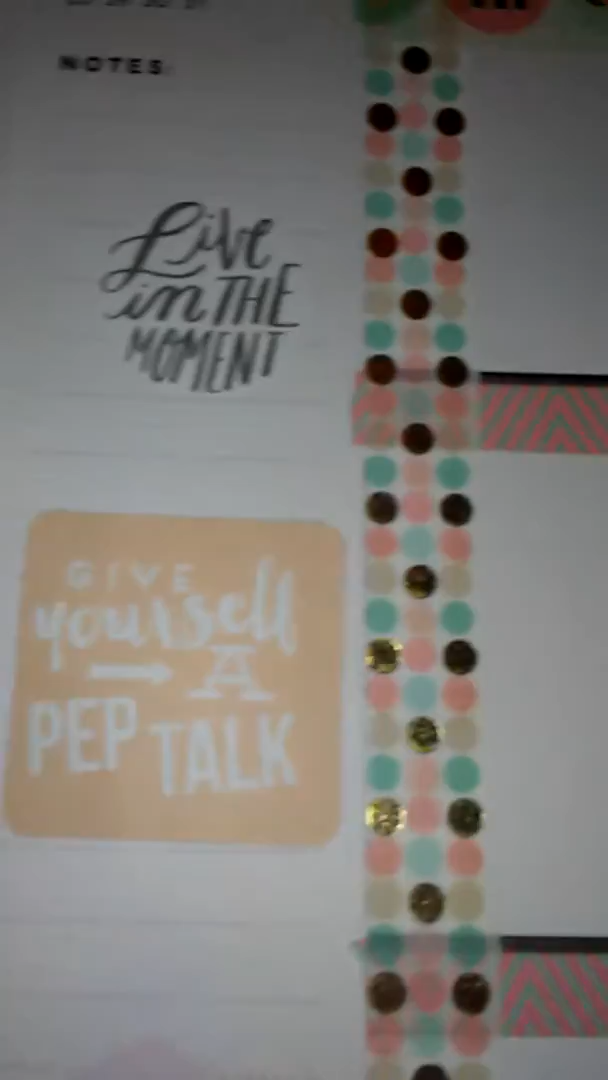 NOTES:
Live
in THE
MOMENT
GIVE
yourself
A
PEP TALK